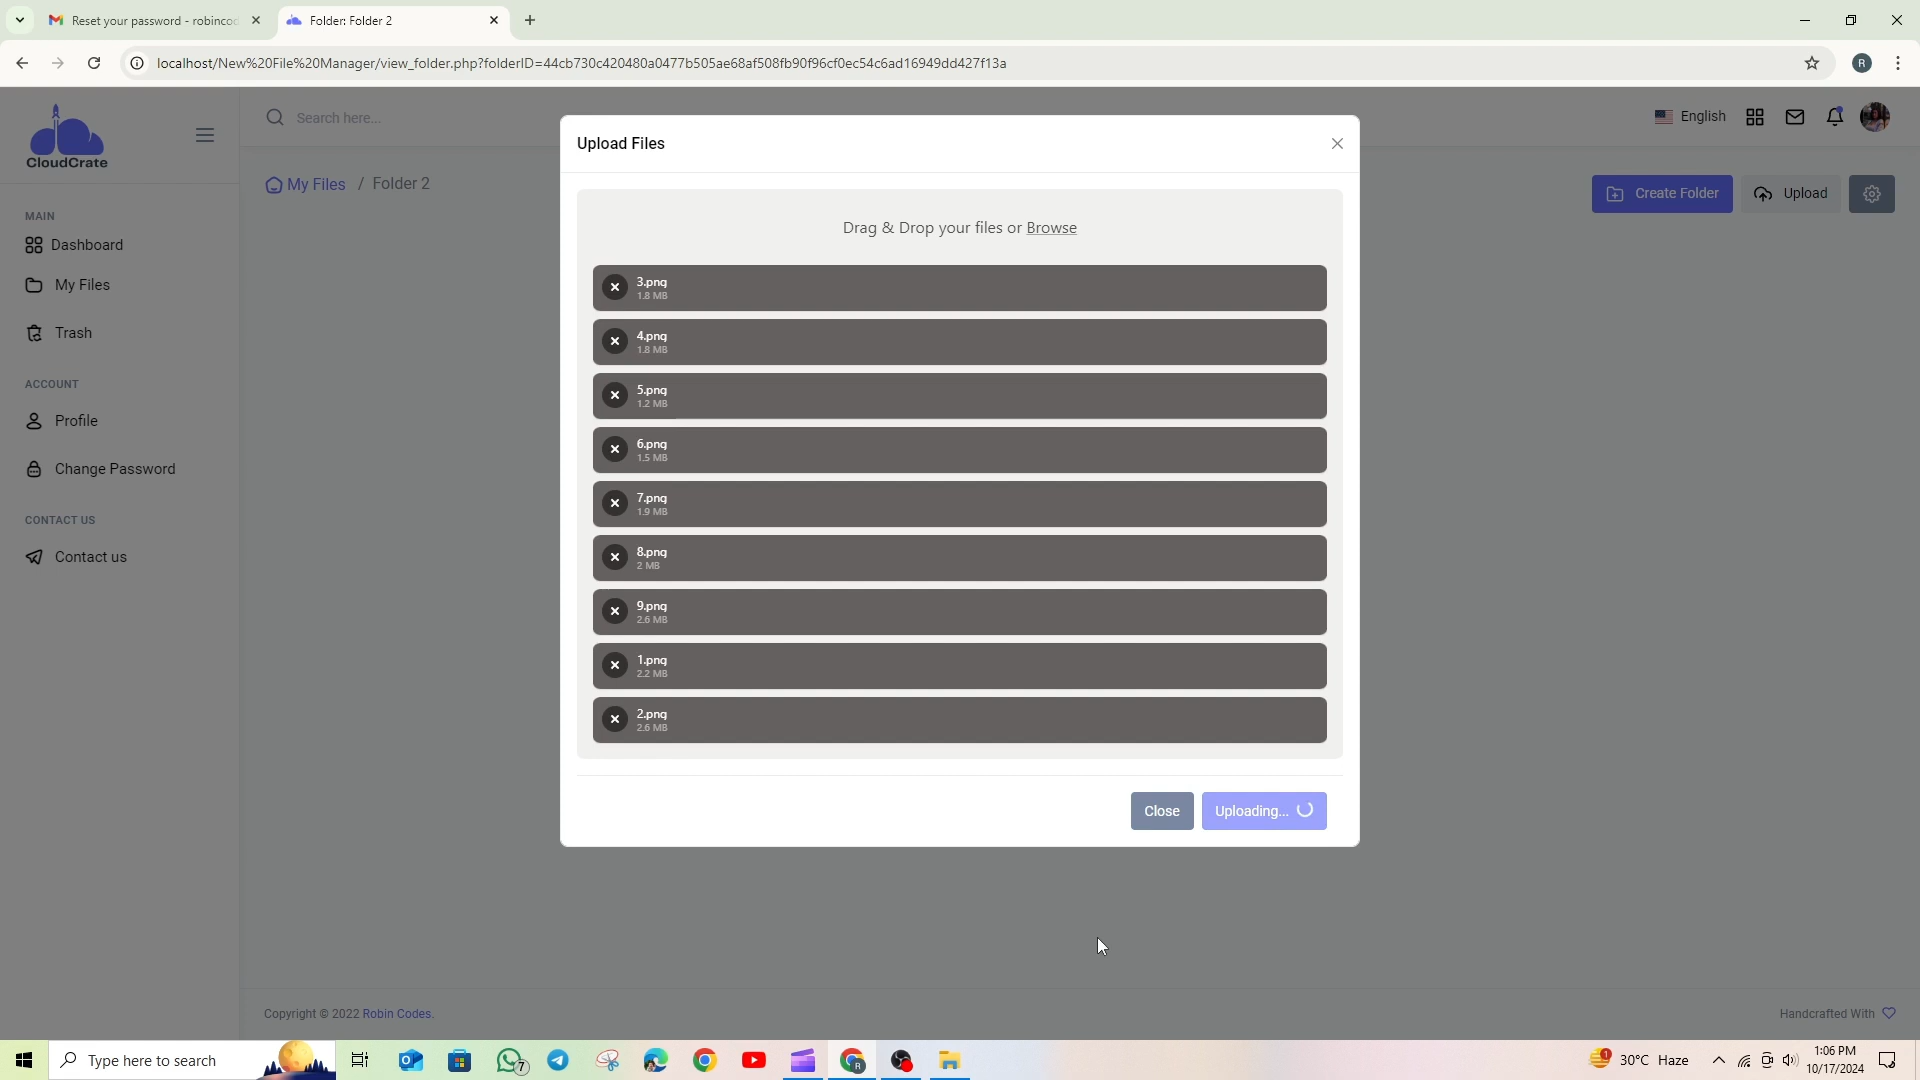 Reset your password - robincod
Folder: Folder 2
localhost/New%20File%20Manager/view_folder.php?folderID=44cb730c420480a0477b505ae68af508fb90f96cf0ec54c6ad16949dd427f13a
R
CloudCrate
Search here...
English
My Files / Folder 2
Create Folder
Upload
MAIN
Dashboard
My Files
Trash
ACCOUNT
Profile
Change Password
CONTACT US
Contact us
Upload Files
Drag & Drop your files or Browse
3.png
1.8 MB
4.png
1.8 MB
5.png
1.2 MB
6.png
1.5 MB
7.png
1.9 MB
8.png
2 MB
9.png
2.6 MB
1.png
2.2 MB
2.png
2.6 MB
Close
Uploading...
Copyright © 2022 Robin Codes.
Handcrafted With
Type here to search
7
R
1
30°C Haze
1:06 PM
10/17/2024